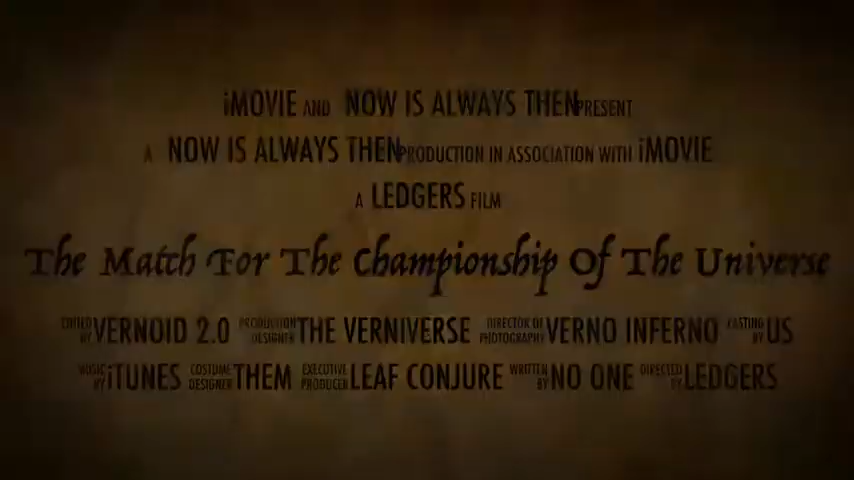 iMOVIE AND NOW IS ALWAYS THEN PRESENT
A NOW IS ALWAYS THEN PRODUCTION IN ASSOCIATION WITH iMOVIE
A LEDGERS FILM
The Match For The Championship Of The Universe
EDITED BY VERNOID 2.0 PRODUCTION DESIGNER THE VERNIVERSE DIRECTOR OF PHOTOGRAPHY VERNO INFERNO CASTING BY US
MUSIC BY iTUNES COSTUME DESIGNER THEM EXECUTIVE PRODUCER LEAF CONJURE WRITTEN BY NO ONE DIRECTED BY LEDGERS